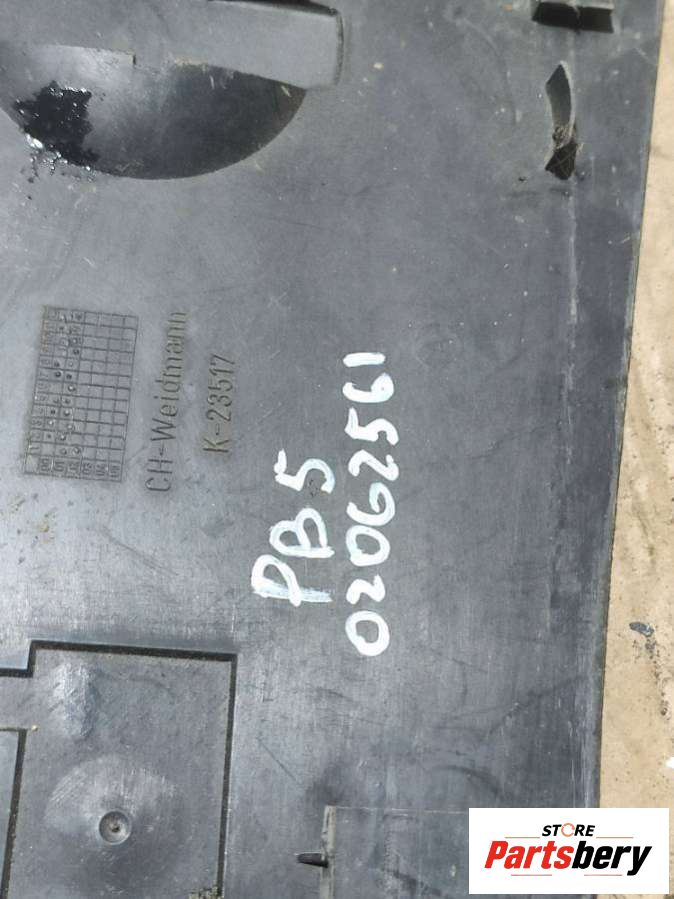 CH-Weidmann
K-23517
PB5
02062561
STORE
Partsbery